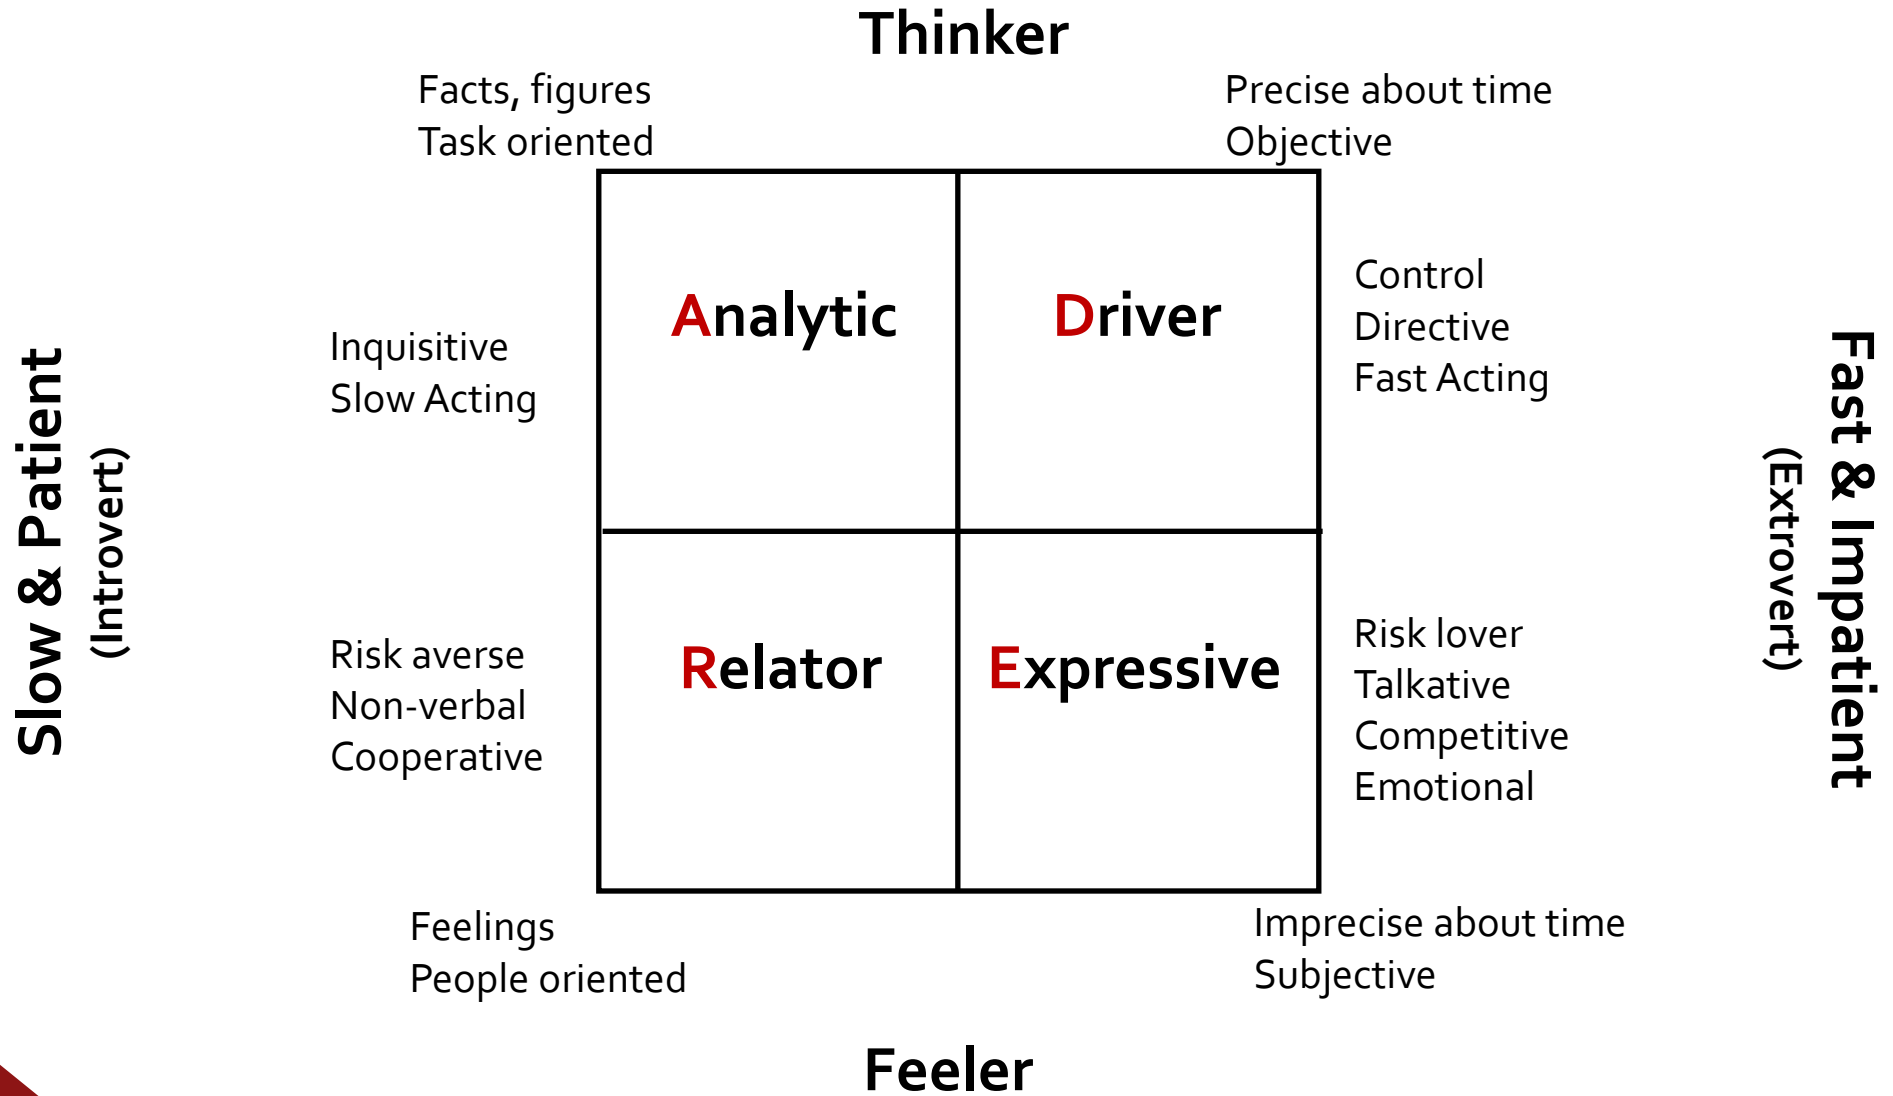 Thinker
Facts, figures
Task oriented
Precise about time
Objective
Slow & Patient
(Introvert)
Inquisitive
Slow Acting
Analytic
Driver
Control
Directive
Fast Acting
Fast & Impatient
(Extrovert)
Risk averse
Non-verbal
Cooperative
Relator
Expressive
Risk lover
Talkative
Competitive
Emotional
Feelings
People oriented
Imprecise about time
Subjective
Feeler